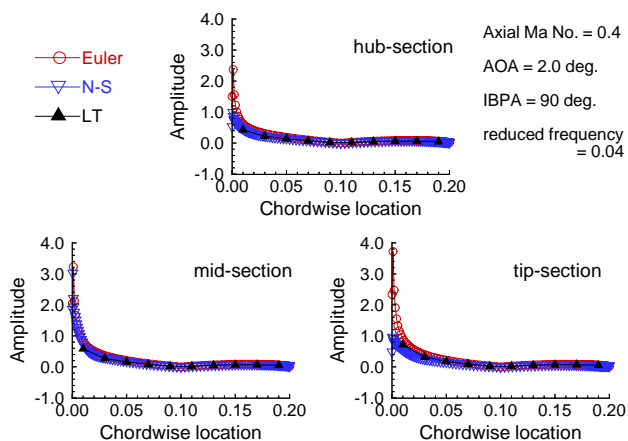 Euler
N-S
LT
hub-section
Axial Ma No. = 0.4
AOA = 2.0 deg.
IBPA = 90 deg.
reduced frequency
= 0.04
Amplitude
4.0
3.0
2.0
1.0
0.0
-1.0
0.00 0.05 0.10 0.15 0.20
Chordwise location
mid-section
Amplitude
4.0
3.0
2.0
1.0
0.0
-1.0
0.00 0.05 0.10 0.15 0.20
Chordwise location
tip-section
Amplitude
4.0
3.0
2.0
1.0
0.0
-1.0
0.00 0.05 0.10 0.15 0.20
Chordwise location